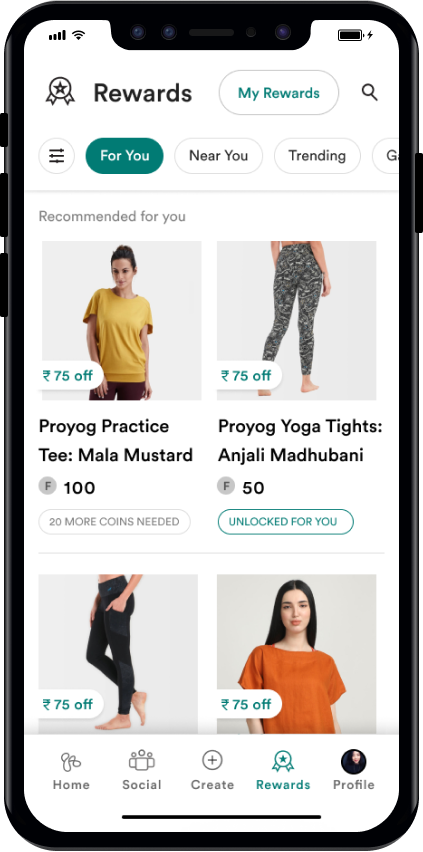 Rewards
My Rewards
For You
Near You
Trending
Ga
Recommended for you
₹ 75 off
₹ 75 off
Proyog Practice
Tee: Mala Mustard
Proyog Yoga Tights:
Anjali Madhubani
F 100
F 50
20 MORE COINS NEEDED
UNLOCKED FOR YOU
₹ 75 off
₹ 75 off
Home
Social
Create
Rewards
Profile